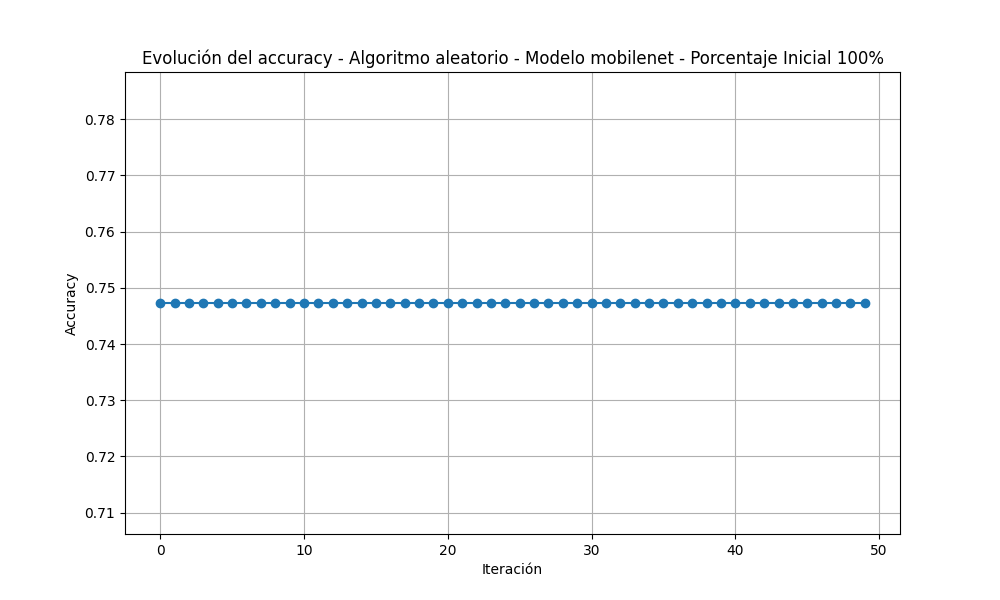 Evolución del accuracy - Algoritmo aleatorio - Modelo mobilenet - Porcentaje Inicial 100%
0.78
0.77
0.76
0.75
0.74
0.73
0.72
0.71
Accuracy
0 10 20 30 40 50
Iteración